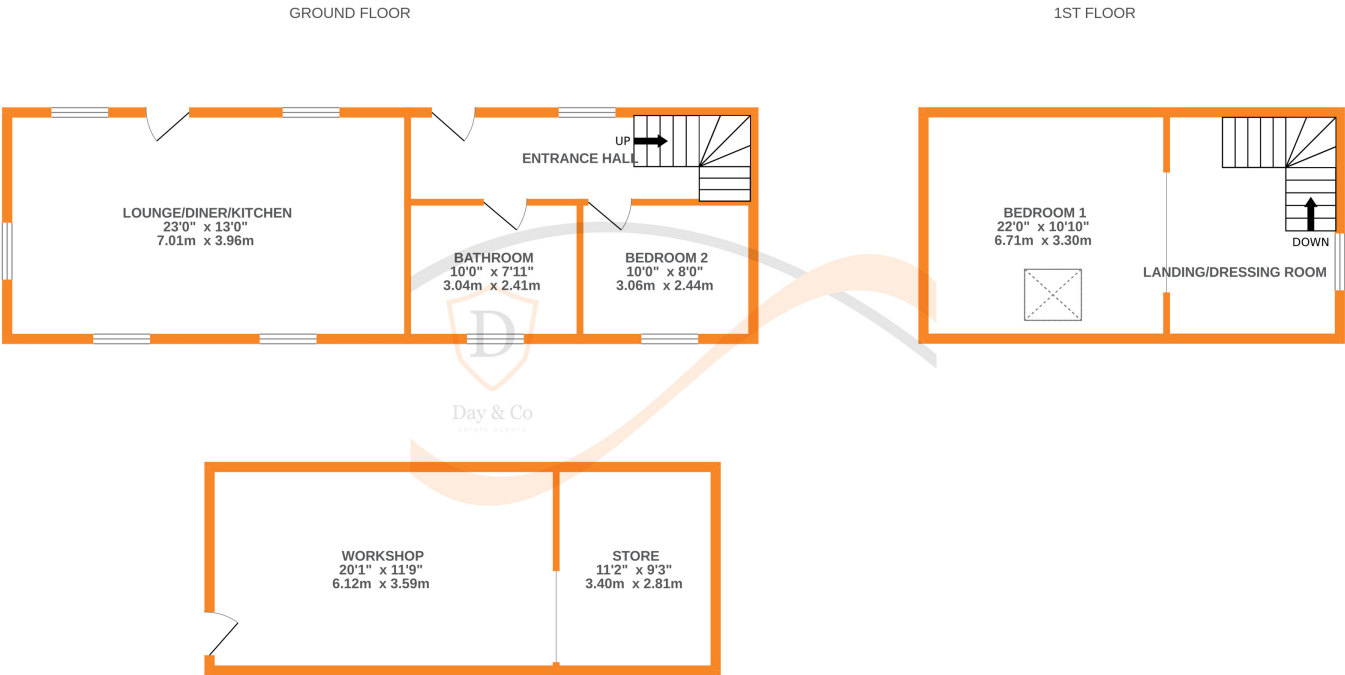 GROUND FLOOR
1ST FLOOR
UP
ENTRANCE HALL
LOUNGE/DINER/KITCHEN
23'0" x 13'0"
7.01m x 3.96m
BATHROOM
10'0" x 7'11"
3.04m x 2.41m
BEDROOM 2
10'0" x 8'0"
3.06m x 2.44m
BEDROOM 1
22'0" x 10'10"
6.71m x 3.30m
DOWN
LANDING/DRESSING ROOM
D
Day & Co
ESTATE AGENTS
WORKSHOP
20'1" x 11'9"
6.12m x 3.59m
STORE
11'2" x 9'3"
3.40m x 2.81m